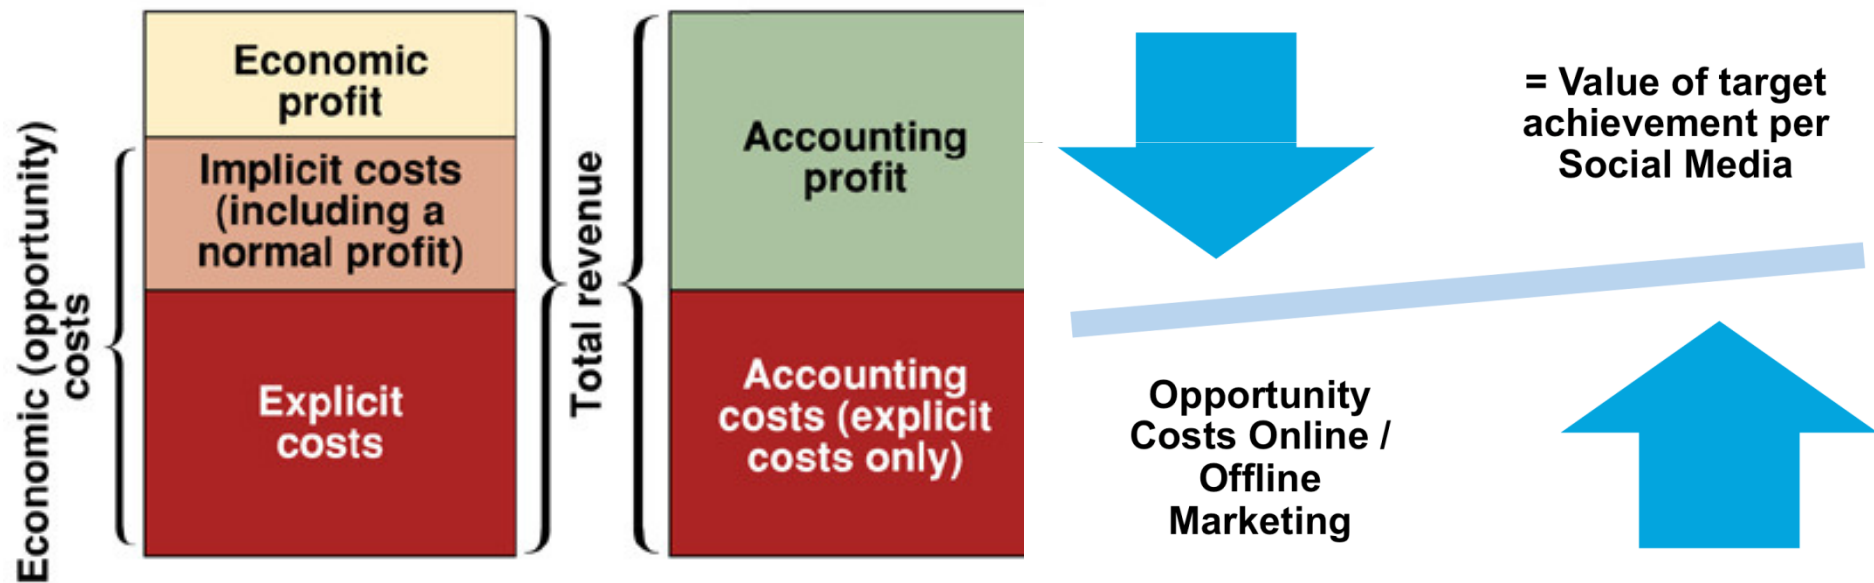 Economic (opportunity)
costs
Economic
profit
Implicit costs
(including a
normal profit)
Explicit
costs
Total revenue
Accounting
profit
Accounting
costs (explicit
costs only)
= Value of target
achievement per
Social Media
Opportunity
Costs Online /
Offline
Marketing